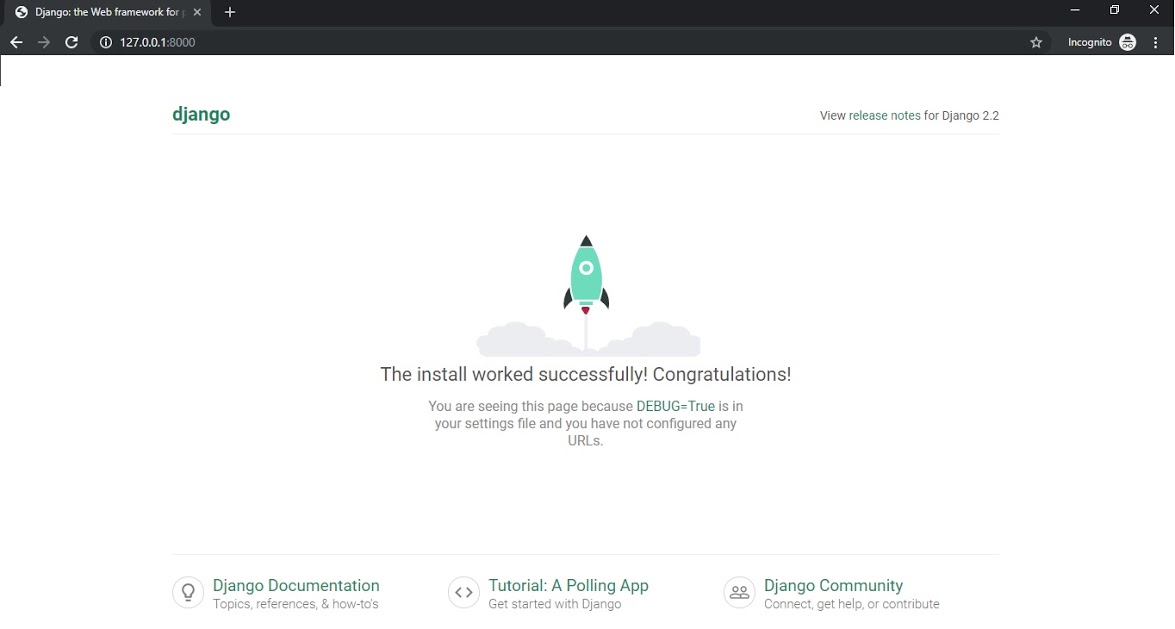 Django: the Web framework for
127.0.0.1:8000
Incognito
django
View release notes for Django 2.2
The install worked successfully! Congratulations!
You are seeing this page because DEBUG=True is in
your settings file and you have not configured any
URLs.
Django Documentation
Topics, references, & how-to's
Tutorial: A Polling App
Get started with Django
Django Community
Connect, get help, or contribute